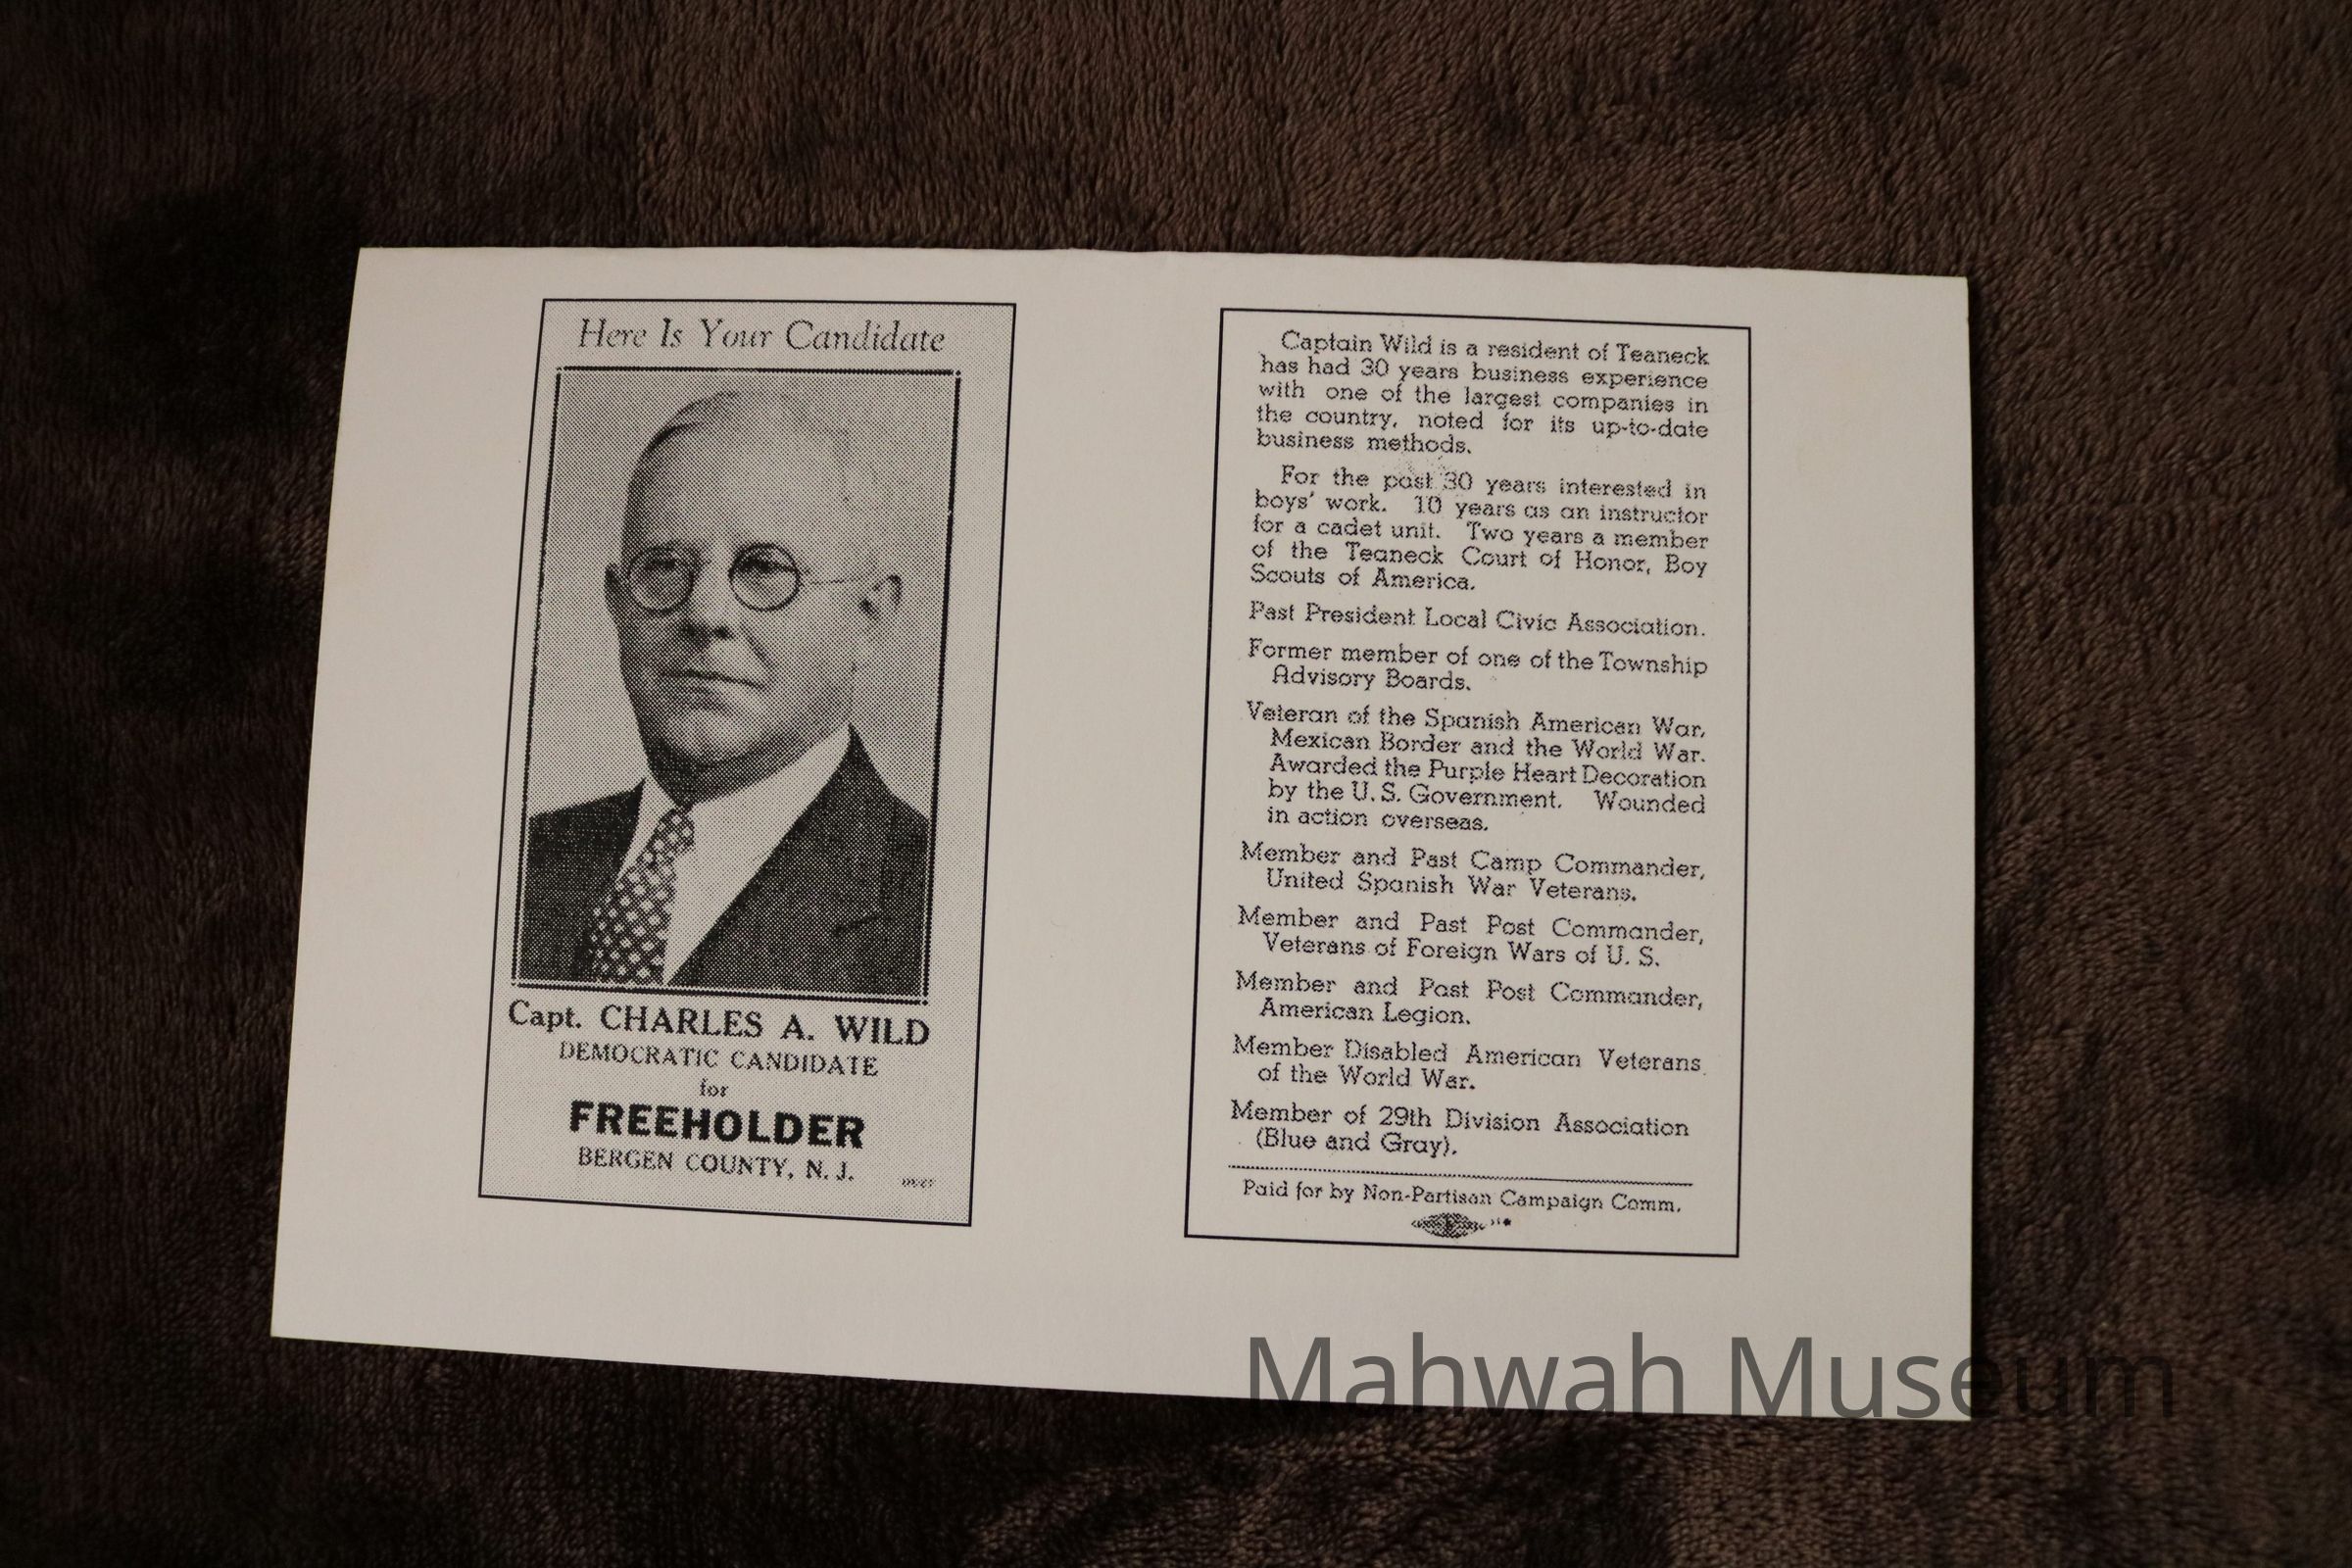 Here Is Your Candidate
Capt. CHARLES A. WILD
DEMOCRATIC CANDIDATE
for
FREEHOLDER
BERGEN COUNTY, N. J.
Captain Wild is a resident of Teaneck
has had 30 years business experience
with one of the largest companies in
the country, noted for its up-to-date
business methods.
For the past 30 years interested in
boys' work. 10 years as an instructor
for a cadet unit. Two years a member
of the Teaneck Court of Honor, Boy
Scouts of America.
Past President Local Civic Association.
Former member of one of the Township
Advisory Boards.
Veteran of the Spanish American War,
Mexican Border and the World War.
Awarded the Purple Heart Decoration
by the U. S. Government. Wounded
in action overseas.
Member and Past Camp Commander,
United Spanish War Veterans.
Member and Past Post Commander,
Veterans of Foreign Wars of U. S.
Member and Past Post Commander,
American Legion.
Member Disabled American Veterans
of the World War.
Member of 29th Division Association
(Blue and Gray).
Paid for by Non-Partisan Campaign Comm.
Mahwah Museum